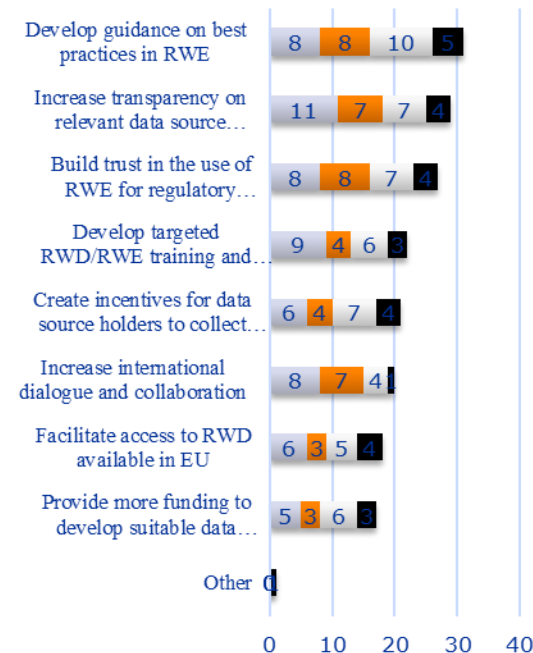 Develop guidance on best
practices in RWE
8 8 10 5
Increase transparency on
relevant data source...
11 7 7 4
Build trust in the use of
RWE for regulatory...
8 8 7 4
Develop targeted
RWD/RWE training and...
9 4 6 3
Create incentives for data
source holders to collect...
6 4 7 4
Increase international
dialogue and collaboration
8 7 4 1
Facilitate access to RWD
available in EU
6 3 5 4
Provide more funding to
develop suitable data...
5 3 6 3
Other
0 10 20 30 40